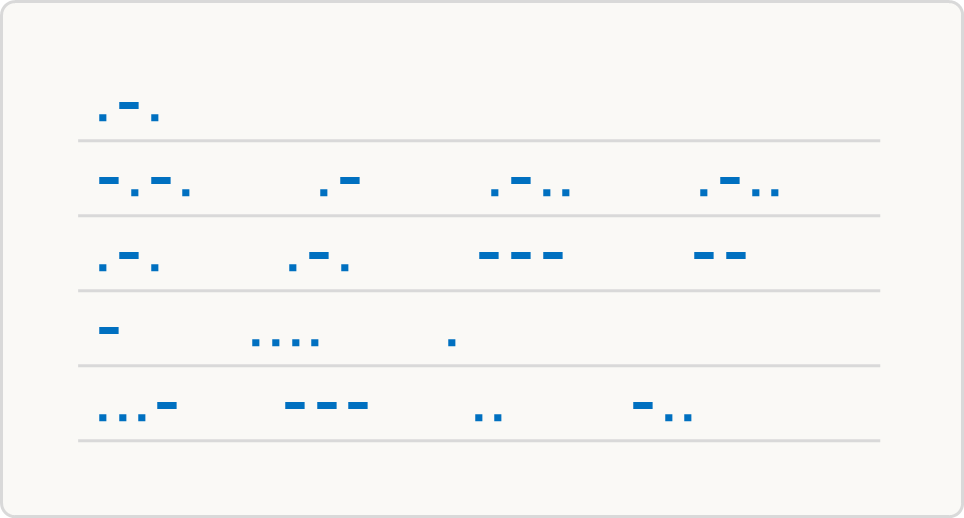 .-.
-.-. .- .-.. .-..
.-. .-. --- --
- .... .
...- --- .. -..